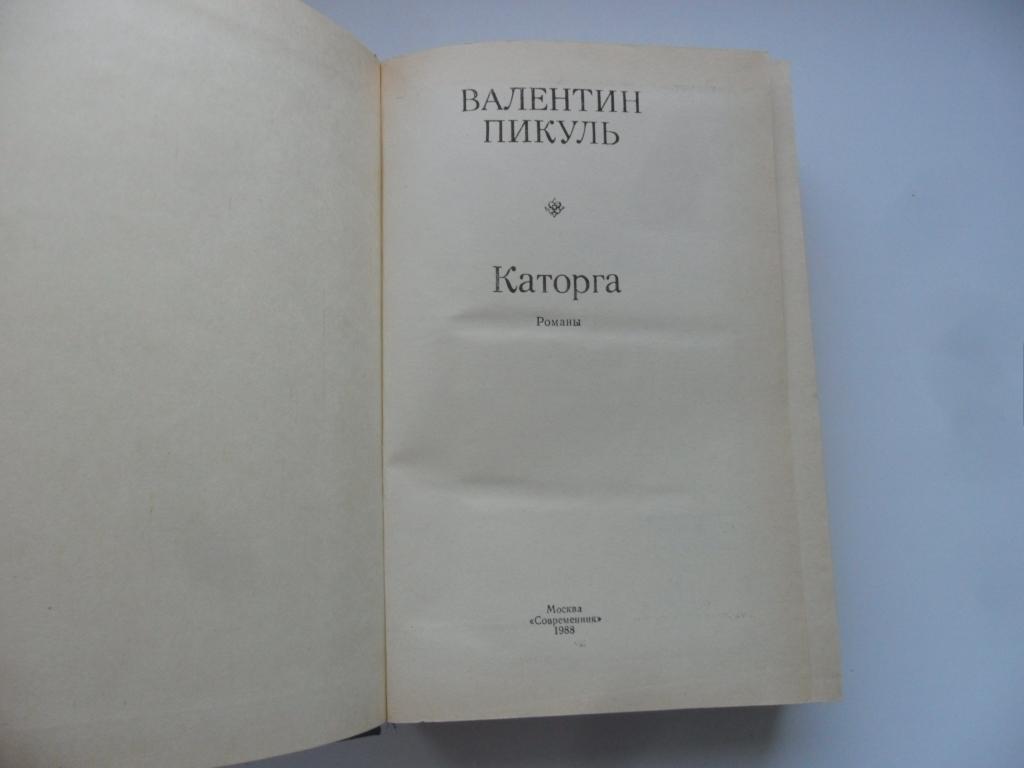 ВАЛЕНТИН
ПИКУЛЬ
Каторга
Романы
Москва
«Современник»
1988